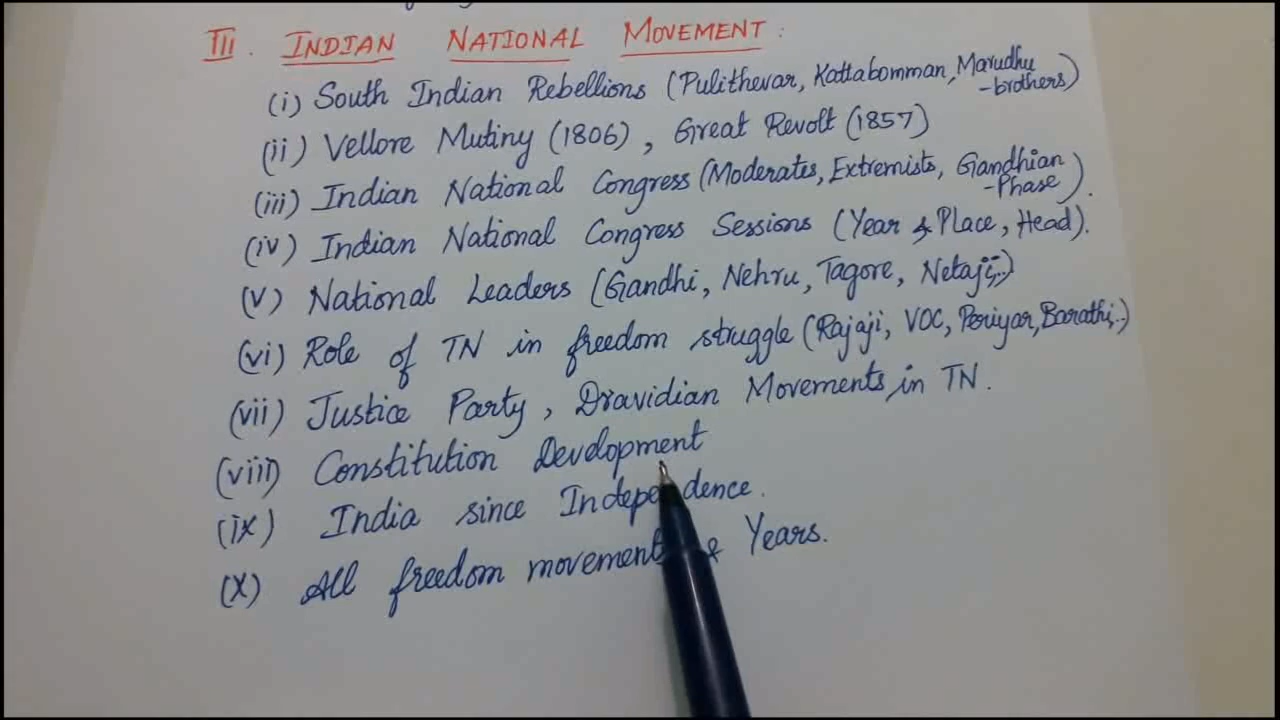 III. INDIAN NATIONAL MOVEMENT:
(i) South Indian Rebellions (Pulithevar, Kattabomman, Marudhu
-brothers)
(ii) Vellore Mutiny (1806), Great Revolt (1857)
(iii) Indian National Congress (Moderates, Extremists, Gandhian
-Phase).
(iv) Indian National Congress Sessions (Year & Place, Head).
(v) National Leaders (Gandhi, Nehru, Tagore, Netaji,..)
(vi) Role of TN in freedom struggle (Rajaji, VOC, Periyar, Barathi,..)
(vii) Justice Party, Dravidian Movements in TN.
(viii) Constitution Development
(ix) India since Independence.
(x) All freedom movement & Years.